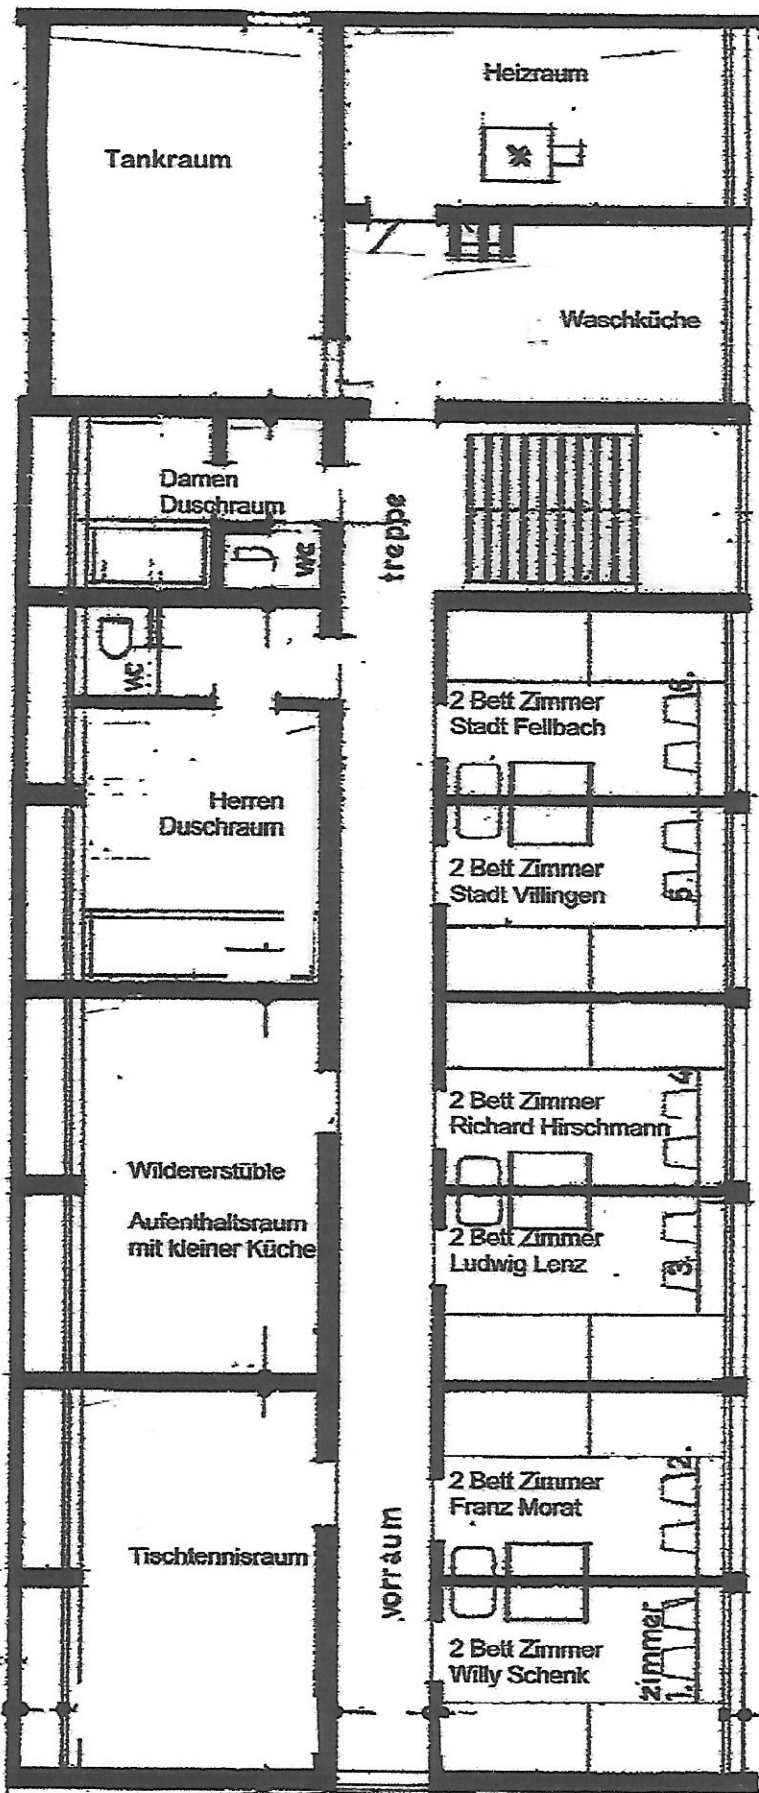 Heizraum
Tankraum
Waschküche
Damen
Duschraum
WC
treppe
WC
2 Bett Zimmer
Stadt Fellbach
6.
Herren
Duschraum
2 Bett Zimmer
Stadt Villingen
5.
2 Bett Zimmer
Richard Hirschmann
4.
Wildererstüble
Aufenthaltsraum
mit kleiner Küche
2 Bett Zimmer
Ludwig Lenz
3.
2 Bett Zimmer
Franz Morat
2.
Tischtennisraum
vorraum
2 Bett Zimmer
Willy Schenk
zimmer
1.